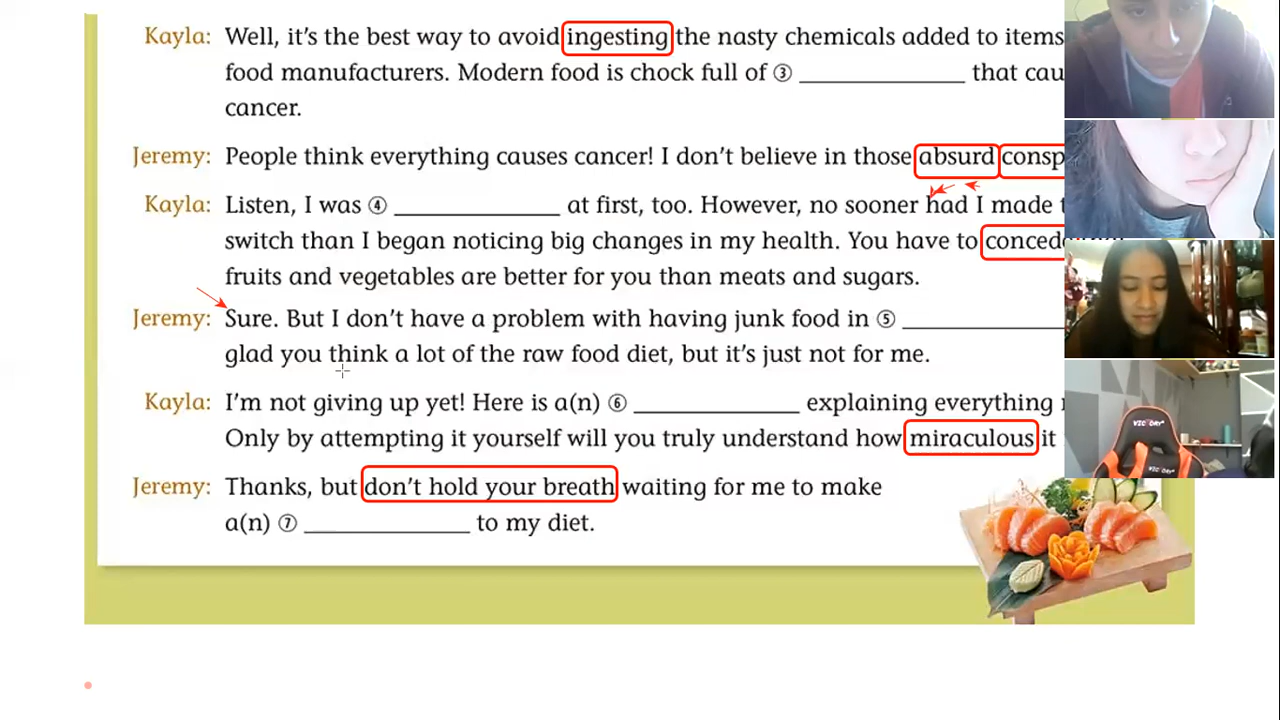 Kayla: Well, it's the best way to avoid ingesting the nasty chemicals added to items
food manufacturers. Modern food is chock full of ③ ____________ that cau
cancer.
Jeremy: People think everything causes cancer! I don't believe in those absurd consp
Kayla: Listen, I was ④ ____________ at first, too. However, no sooner had I made t
switch than I began noticing big changes in my health. You have to conced
fruits and vegetables are better for you than meats and sugars.
Jeremy: Sure. But I don't have a problem with having junk food in ⑤ ____________
glad you think a lot of the raw food diet, but it's just not for me.
Kayla: I'm not giving up yet! Here is a(n) ⑥ ____________ explaining everything
Only by attempting it yourself will you truly understand how miraculous it
Jeremy: Thanks, but don't hold your breath waiting for me to make
a(n) ⑦ ____________ to my diet.
VICTORY
VICTORY